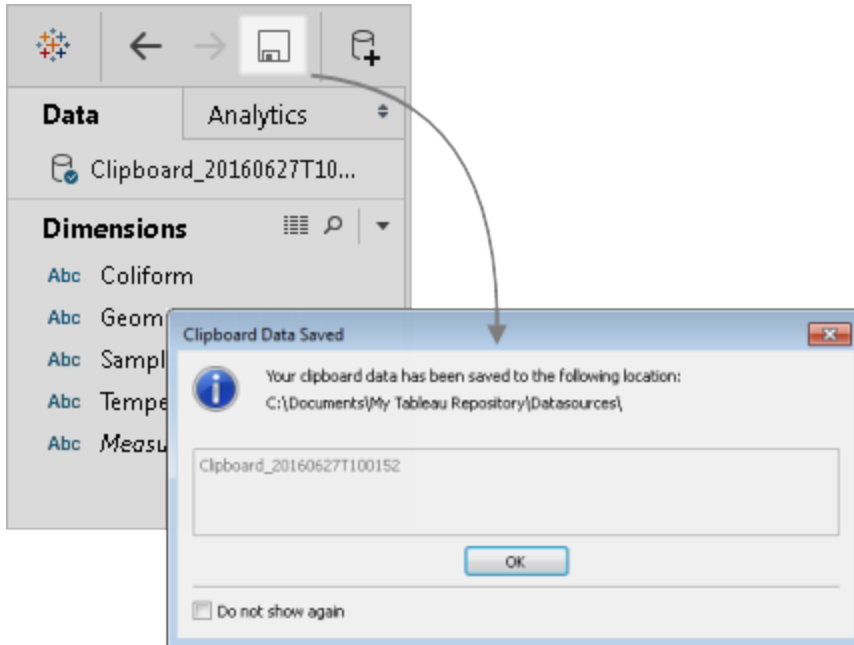 Data
Analytics
Clipboard_20160627T10...
Dimensions
Abc Coliform
Abc Geom
Abc Sampl
Abc Tempe
Abc Measu
Clipboard Data Saved
Your clipboard data has been saved to the following location:
C:\Documents\My Tableau Repository\Datasources\
Clipboard_20160627T100152
OK
Do not show again